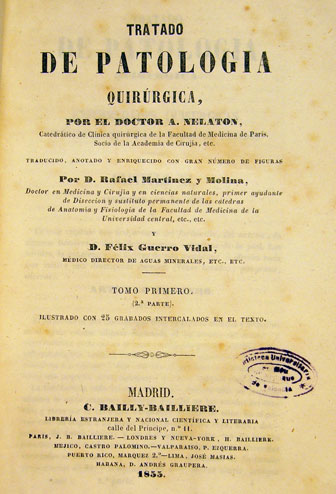 TRATADO
DE PATOLOGIA
QUIRÚRGICA,
POR EL DOCTOR A. NELATON,
Catedrático de Clínica quirúrgica de la Facultad de Medicina de Paris,
Socio de la Academia de Cirujía, etc.
TRADUCIDO, ANOTADO Y ENRIQUECIDO CON GRAN NÚMERO DE FIGURAS
Por D. Rafael Martinez y Molina,
Doctor en Medicina y Cirujía y en ciencias naturales, primer ayudante
de Diseccion y sustituto permanente de las catedras
de Anatomía y Fisiología de la Facultad de Medicina de la
Universidad central, etc., etc.
Y
D. Félix Guerro Vidal,
MEDICO DIRECTOR DE AGUAS MINERALES, ETC., ETC.
TOMO PRIMERO.
(2.ª PARTE).
ILUSTRADO CON 25 GRABADOS INTERCALADOS EN EL TEXTO.
MADRID.
C. BAILLY-BAILLIERE.
LIBRERÍA ESTRANJERA Y NACIONAL CIENTIFICA Y LITERARIA
calle del Príncipe, n.º 11.
PARIS, J. B. BAILLIERE.—LONDRES Y NUEVA-YORK, H. BAILLIERE.
MEJICO, CASTRO PALOMINO.—VALPARAISO, P. EZQUERRA.
PUERTO RICO, MARQUEZ 2.º—LIMA, JOSÉ MASIAS.
HABANA, D. ANDRÉS GRAUPERA.
1855.